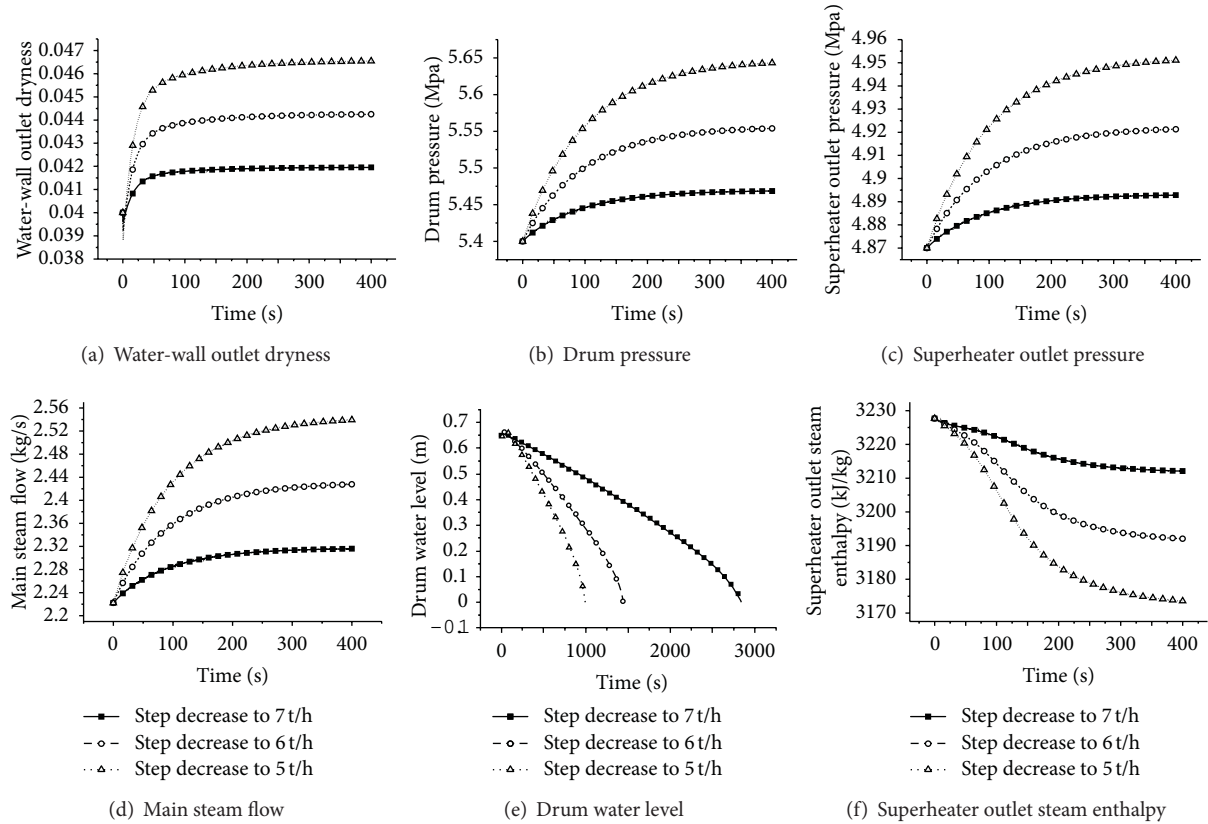 Water-wall outlet dryness
0.047
0.046
0.045
0.044
0.043
0.042
0.041
0.04
0.039
0.038
0 100 200 300 400
Time (s)
(a) Water-wall outlet dryness
Drum pressure (Mpa)
5.65
5.6
5.55
5.5
5.45
5.4
0 100 200 300 400
Time (s)
(b) Drum pressure
Superheater outlet pressure (Mpa)
4.96
4.95
4.94
4.93
4.92
4.91
4.9
4.89
4.88
4.87
0 100 200 300 400
Time (s)
(c) Superheater outlet pressure
Main steam flow (kg/s)
2.56
2.52
2.48
2.44
2.4
2.36
2.32
2.28
2.24
2.2
0 100 200 300 400
Time (s)
Step decrease to 7 t/h
Step decrease to 6 t/h
Step decrease to 5 t/h
(d) Main steam flow
Drum water level (m)
0.7
0.6
0.5
0.4
0.3
0.2
0.1
0
−0.1
0 1000 2000 3000
Time (s)
Step decrease to 7 t/h
Step decrease to 6 t/h
Step decrease to 5 t/h
(e) Drum water level
Superheater outlet steam
enthalpy (kJ/kg)
3230
3220
3210
3200
3190
3180
3170
0 100 200 300 400
Time (s)
Step decrease to 7 t/h
Step decrease to 6 t/h
Step decrease to 5 t/h
(f) Superheater outlet steam enthalpy